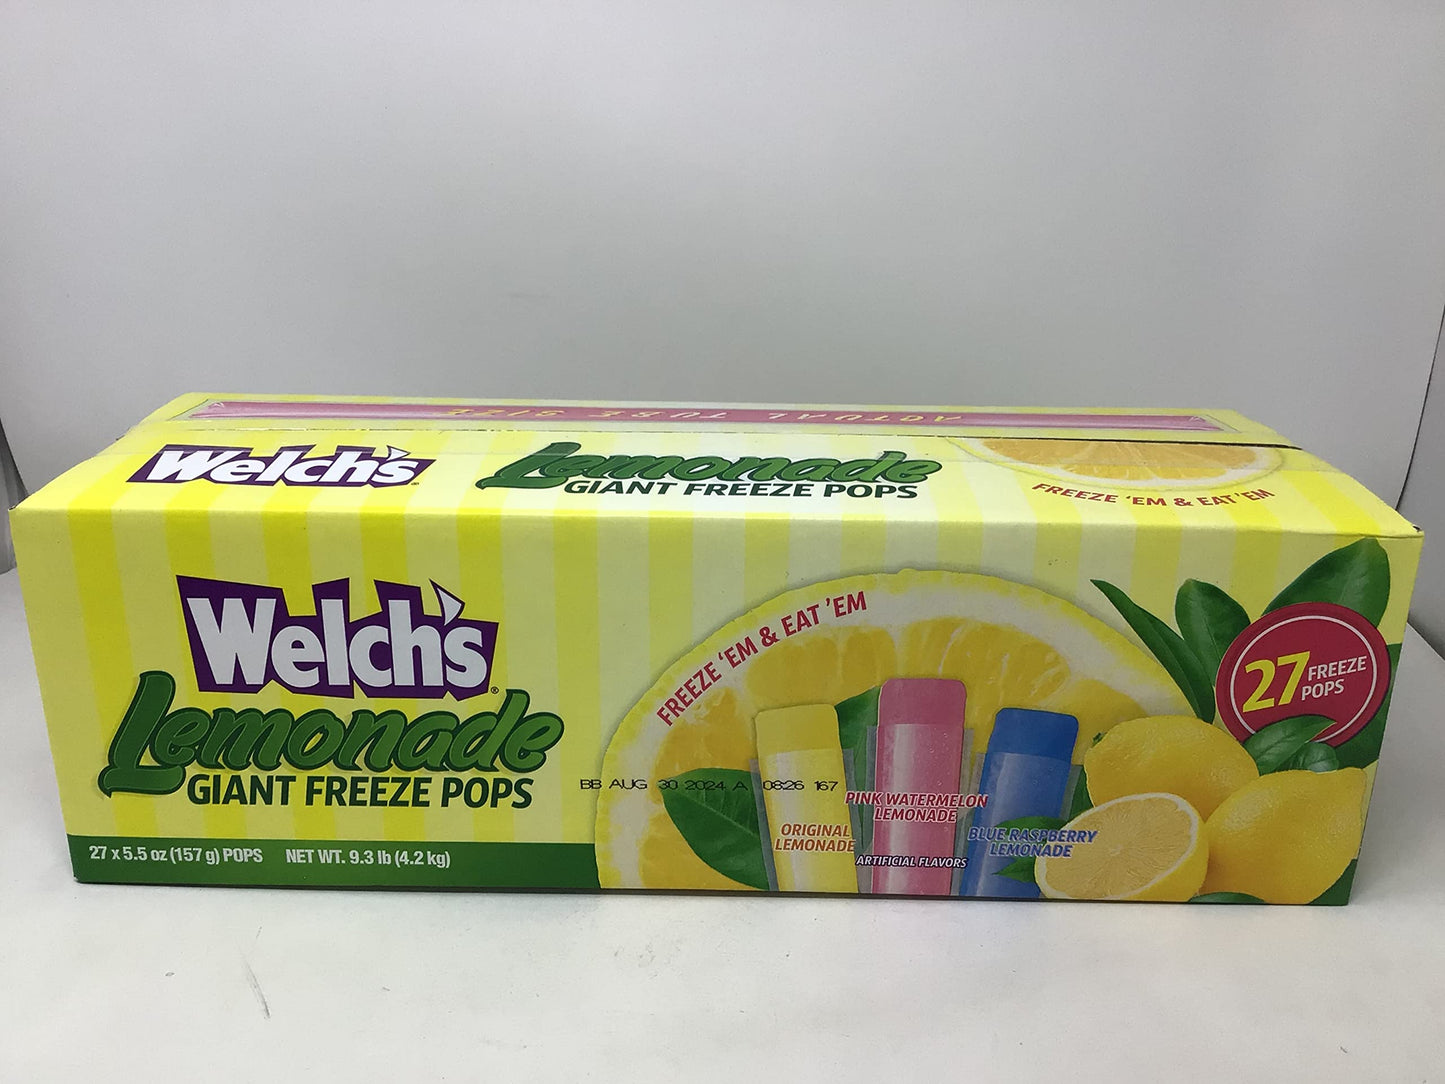 ACTUAL TUBE SIZE
Welch's
Lemonade
GIANT FREEZE POPS
FREEZE 'EM & EAT 'EM
Welch's®
Lemonade
GIANT FREEZE POPS
27 x 5.5 oz (157 g) POPS NET WT. 9.3 lb (4.2 kg)
FREEZE 'EM & EAT 'EM
BB AUG 30 2024 A 0826 167
ORIGINAL
LEMONADE
PINK WATERMELON
LEMONADE
ARTIFICIAL FLAVORS
BLUE RASPBERRY
LEMONADE
27 FREEZE
POPS